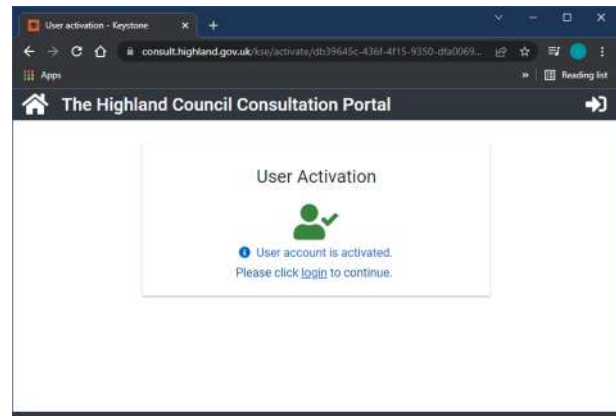 User activation - Keystone
consult.highland.gov.uk/kse/activate/db39645c-436f-4f15-9350-dfa0069...
Apps
» Reading list
The Highland Council Consultation Portal
User Activation
User account is activated.
Please click login to continue.